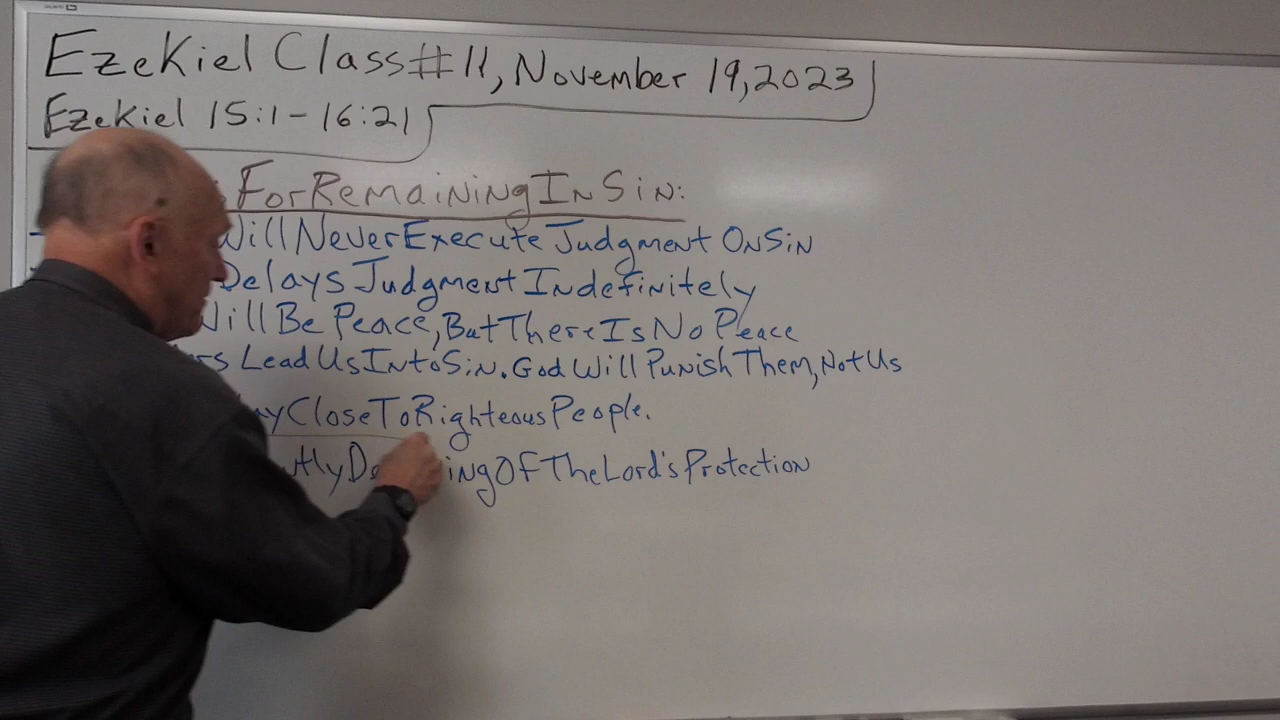 Ezekiel Class #11, November 19, 2023
Ezekiel 15:1-16:21
For Remaining In Sin:
Will Never Execute Judgment On Sin
Delays Judgment Indefinitely
Will Be Peace, But There Is No Peace
Lead Us Into Sin. God Will Punish Them, Not Us
Close To Righteous People.
Of The Lord's Protection